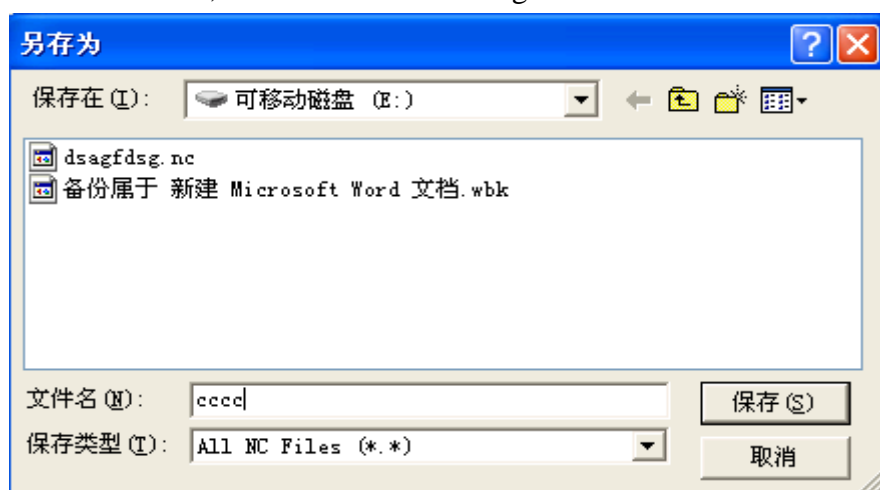 另存为
保存在(I): 可移动磁盘 (E:)
dsagfdsg.nc
备份属于 新建 Microsoft Word 文档.wbk
文件名(N): cccc 保存(S)
保存类型(T): All NC Files (*.*) 取消